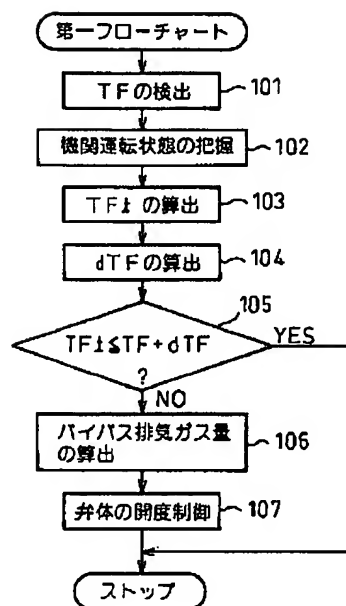 第一フローチャート
TFの検出
101
機関運転状態の把握
102
TFtの算出
103
dTFの算出
104
105
TFt≦TF+dTF
YES
?
NO
バイパス排気ガス量
の算出
106
弁体の開度制御
107
ストップ